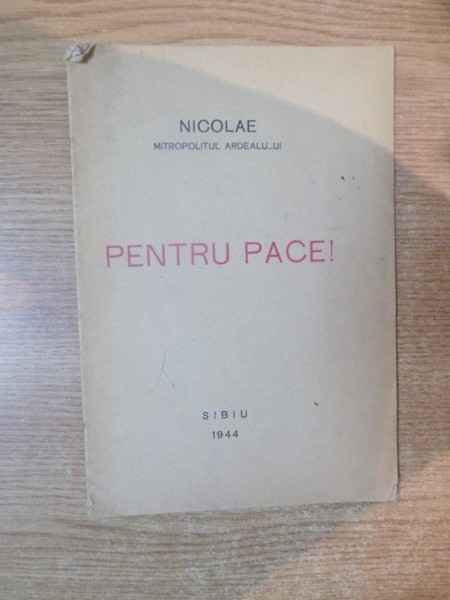 NICOLAE
MITROPOLITUL ARDEALULUI
PENTRU PACE!
SIBIU
1944